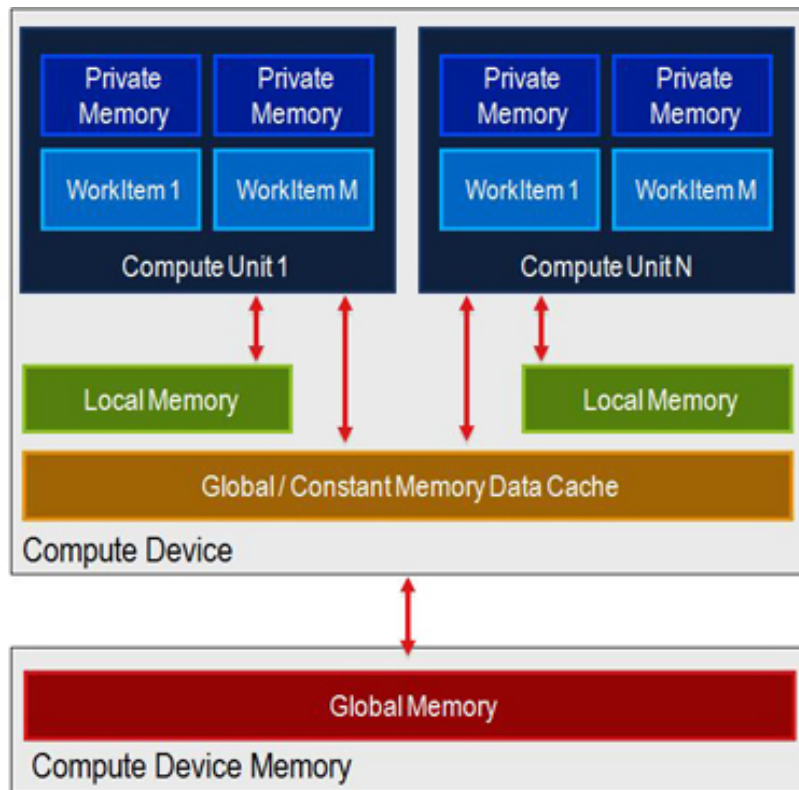 Private Memory
Private Memory
Private Memory
Private Memory
WorkItem 1
WorkItem M
WorkItem 1
WorkItem M
Compute Unit 1
Compute Unit N
Local Memory
Local Memory
Global / Constant Memory Data Cache
Compute Device
Global Memory
Compute Device Memory